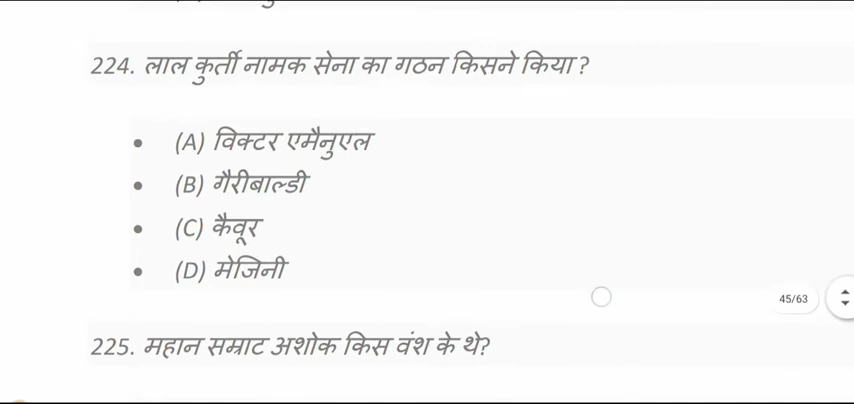 224. लाल कुर्ती नामक सेना का गठन किसने किया?
• (A) विक्टर एमैनुएल
• (B) गैरीबाल्डी
• (C) कैवूर
• (D) मेजिनी
45/63
225. महान सम्राट अशोक किस वंश के थे?